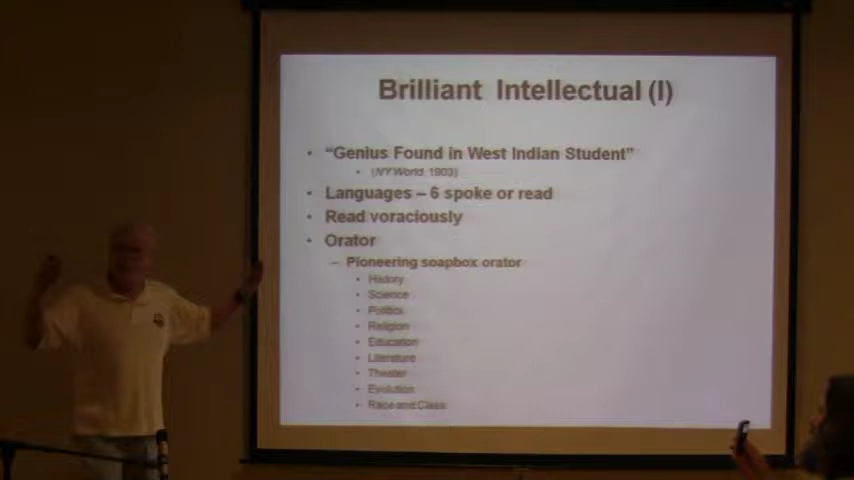 Brilliant Intellectual (I)
• “Genius Found in West Indian Student”
• (NY World, 1903)
• Languages – 6 spoke or read
• Read voraciously
• Orator
– Pioneering soapbox orator
• History
• Science
• Politics
• Religion
• Education
• Literature
• Theater
• Evolution
• Race and Class